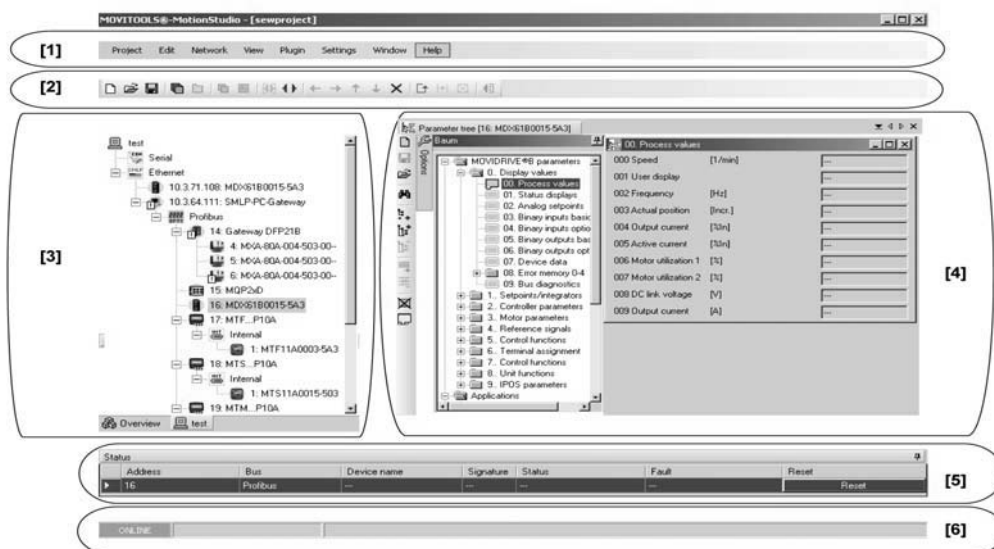 MOVITOOLS®-MotionStudio - [sewproject]
[1]
Project Edit Network View Plugin Settings Window Help
[2]
[3]
test
Serial
Ethernet
10.3.71.108: MDX61B0015-5A3
10.3.64.111: SMLP-PC-Gateway
Profibus
14: Gateway DFP21B
4: MXA-80A-004-503-00-
5: MXA-80A-004-503-00-
6: MXA-80A-004-503-00-
15: MQP2xD
16: MDX61B0015-5A3
17: MTF...P10A
Internal
1: MTF11A0003-5A3
18: MTS...P10A
Internal
1: MTS11A0015-503
19: MTM...P10A
Overview test
[4]
Parameter tree [16: MDX61B0015-5A3]
Options
Baum
MOVIDRIVE®B parameters
0.. Display values
00. Process values
01. Status displays
02. Analog setpoints
03. Binary inputs basic
04. Binary inputs optio
05. Binary outputs bas
06. Binary outputs opt
07. Device data
08. Error memory 0-4
09. Bus diagnostics
1.. Setpoints/integrators
2.. Controller parameters
3.. Motor parameters
4.. Reference signals
5.. Control functions
6.. Terminal assignment
7.. Control functions
8.. Unit functions
9.. IPOS parameters
Applications
00. Process values
000 Speed [1/min] ---
001 User display ---
002 Frequency [Hz] ---
003 Actual position [Incr.] ---
004 Output current [%In] ---
005 Active current [%In] ---
006 Motor utilization 1 [%] ---
007 Motor utilization 2 [%] ---
008 DC link voltage [V] ---
009 Output current [A] ---
[5]
Status
Address Bus Device name Signature Status Fault Reset
16 Profibus --- --- --- --- Reset
[6]
ONLINE